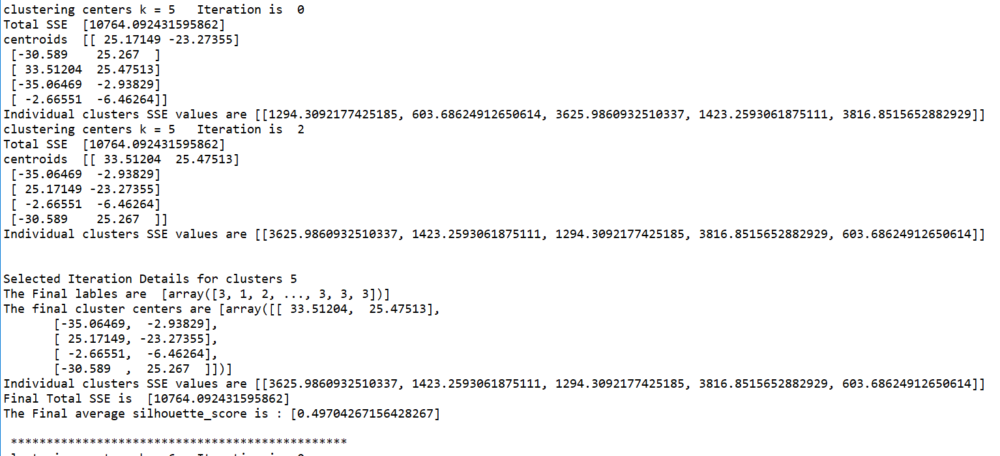 clustering centers k = 5   Iteration is  0
Total SSE  [10764.092431595862]
centroids  [[ 25.17149 -23.27355]
 [-30.589    25.267  ]
 [ 33.51204  25.47513]
 [-35.06469  -2.93829]
 [ -2.66551  -6.46264]]
Individual clusters SSE values are [[1294.3092177425185, 603.68624912650614, 3625.9860932510337, 1423.2593061875111, 3816.8515652882929]]
clustering centers k = 5   Iteration is  2
Total SSE  [10764.092431595862]
centroids  [[ 33.51204  25.47513]
 [-35.06469  -2.93829]
 [ 25.17149 -23.27355]
 [ -2.66551  -6.46264]
 [-30.589    25.267  ]]
Individual clusters SSE values are [[3625.9860932510337, 1423.2593061875111, 1294.3092177425185, 3816.8515652882929, 603.68624912650614]]
Selected Iteration Details for clusters 5
The Final lables are  [array([3, 1, 2, ..., 3, 3, 3])]
The final cluster centers are [array([[ 33.51204,  25.47513],
       [-35.06469,  -2.93829],
       [ 25.17149, -23.27355],
       [ -2.66551,  -6.46264],
       [-30.589  ,  25.267  ]])]
Individual clusters SSE values are [[3625.9860932510337, 1423.2593061875111, 1294.3092177425185, 3816.8515652882929, 603.68624912650614]]
Final Total SSE is  [10764.092431595862]
The Final average silhouette_score is : [0.49704267156428267]
 ***********************************************